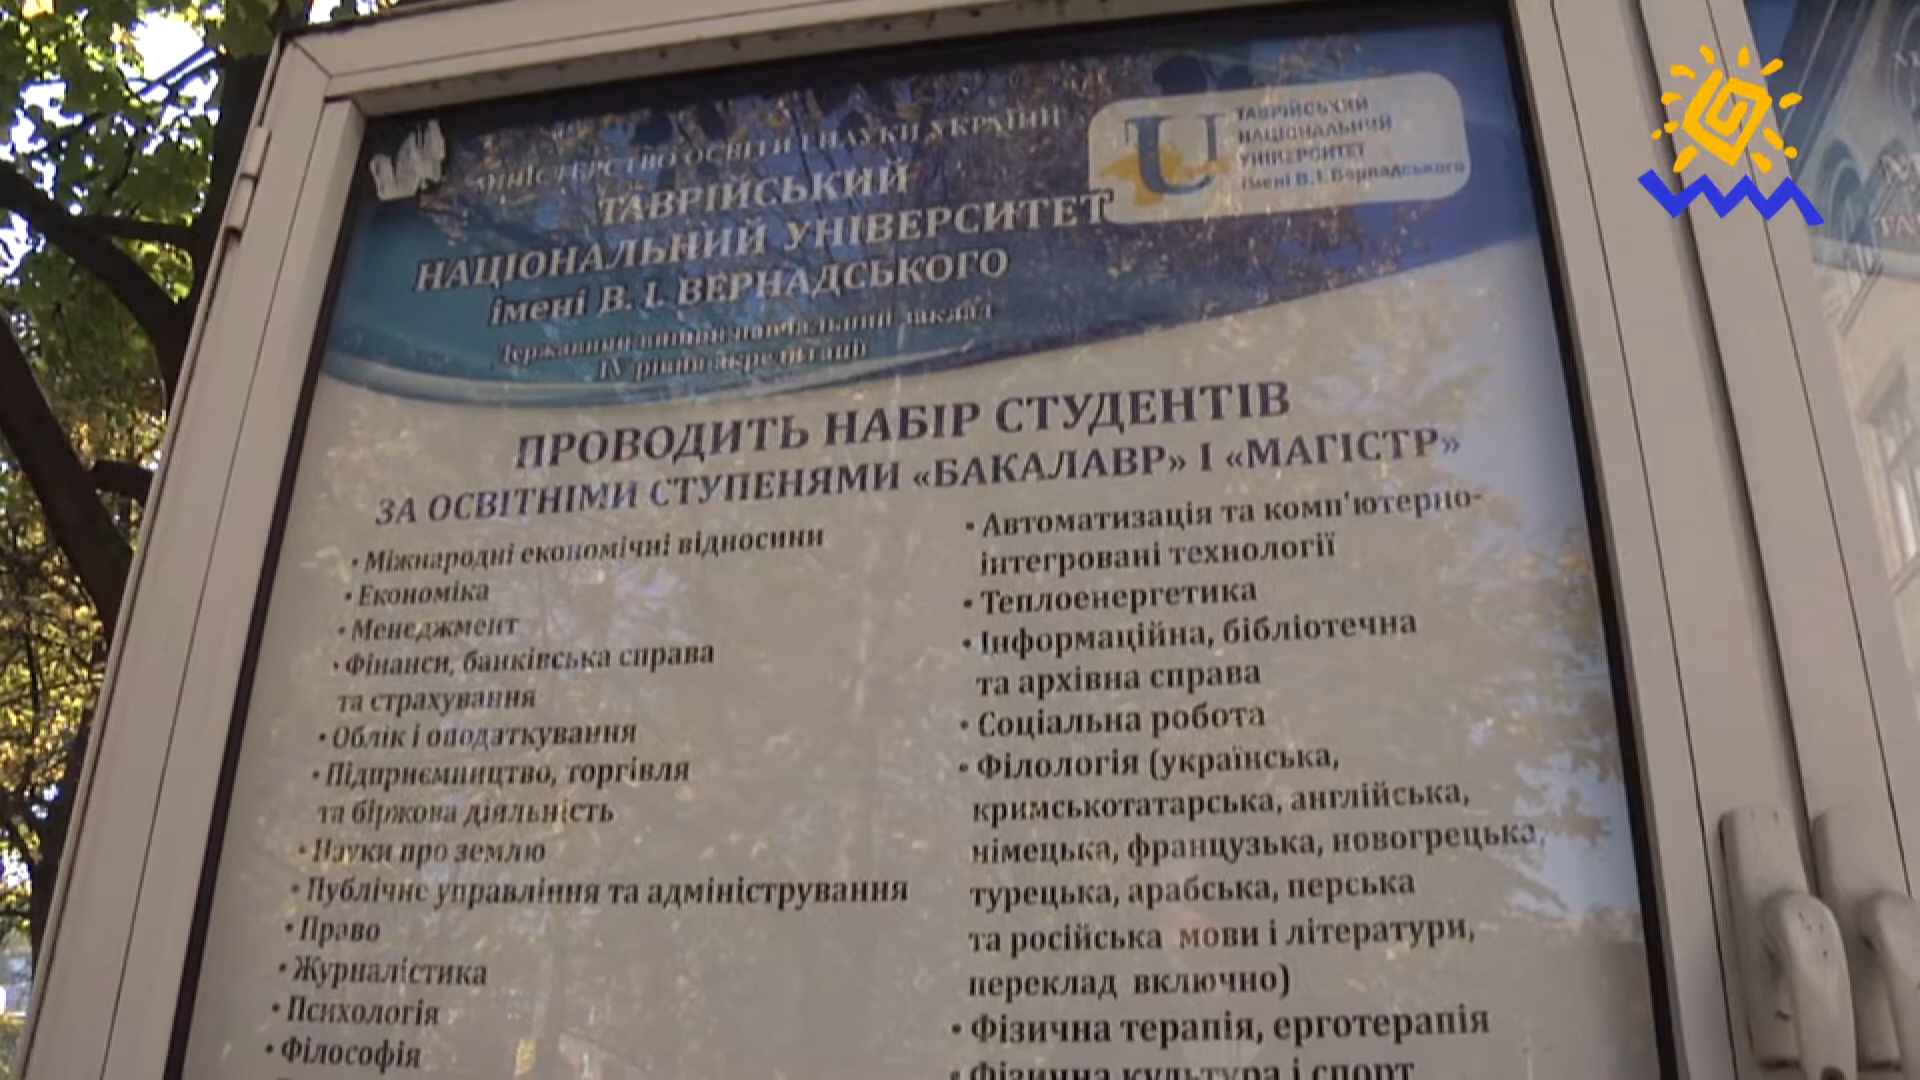 МІНІСТЕРСТВО ОСВІТИ І НАУКИ УКРАЇНИ
ТАВРІЙСЬКИЙ
НАЦІОНАЛЬНИЙ УНІВЕРСИТЕТ
імені В. І. ВЕРНАДСЬКОГО
Державний вищий навчальний заклад
IV рівня акредитації
ТАВРІЙСЬКИЙ
НАЦІОНАЛЬНИЙ
УНІВЕРСИТЕТ
імені В. І. Вернадського
ПРОВОДИТЬ НАБІР СТУДЕНТІВ
ЗА ОСВІТНІМИ СТУПЕНЯМИ «БАКАЛАВР» І «МАГІСТР»
• Міжнародні економічні відносини
• Економіка
• Менеджмент
• Фінанси, банківська справа
та страхування
• Облік і оподаткування
• Підприємництво, торгівля
та біржова діяльність
• Науки про землю
• Публічне управління та адміністрування
• Право
• Журналістика
• Психологія
• Філософія
• Автоматизація та комп'ютерно-
інтегровані технології
• Теплоенергетика
• Інформаційна, бібліотечна
та архівна справа
• Соціальна робота
• Філологія (українська,
кримськотатарська, англійська,
німецька, французька, новогрецька,
турецька, арабська, перська
та російська мови і літератури,
переклад включно)
• Фізична терапія, ерготерапія
• Фізична культура і спорт